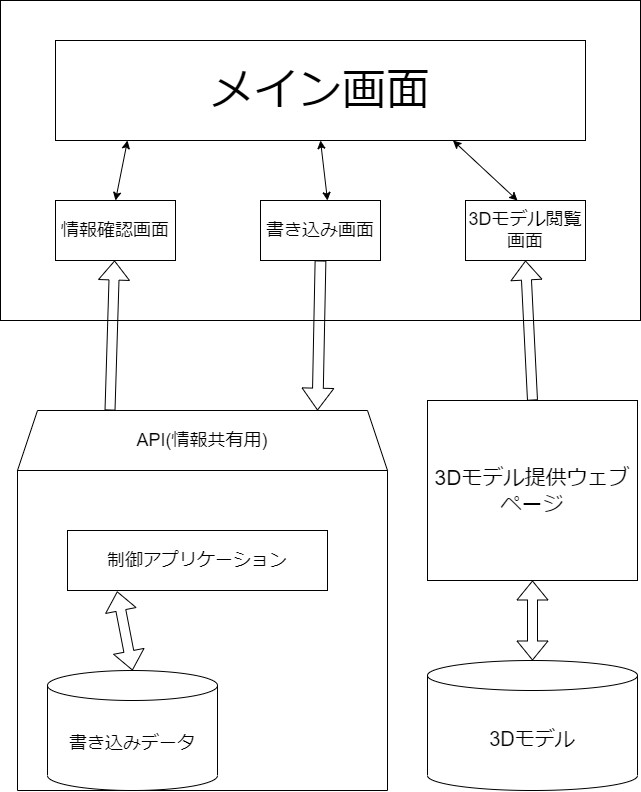 メイン画面
情報確認画面
書き込み画面
3Dモデル閲覧
画面
API(情報共有用)
3Dモデル提供ウェブ
ページ
制御アプリケーション
書き込みデータ
3Dモデル